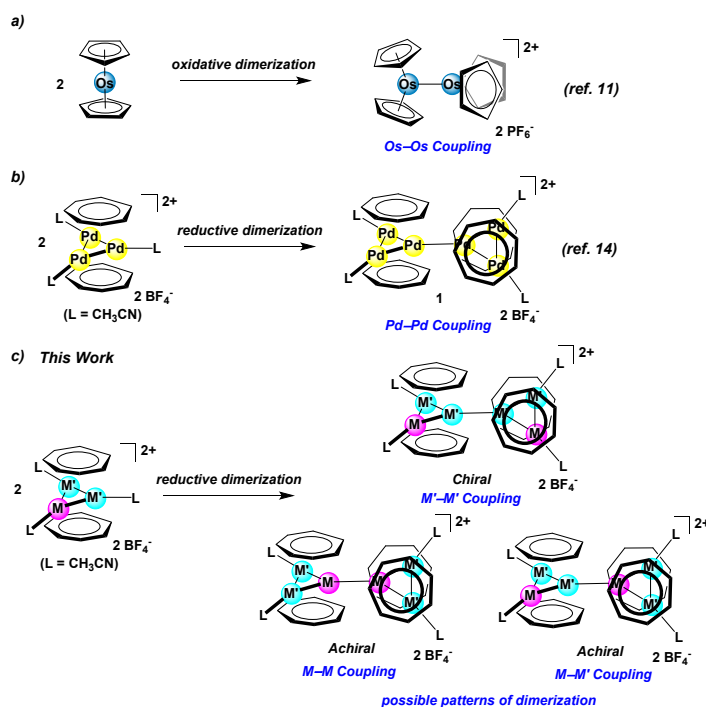 a)
2 Os oxidative dimerization Os Os 2+ (ref. 11)
2 PF₆⁻
Os–Os Coupling
b)
2 L Pd Pd Pd L L 2+ reductive dimerization L Pd Pd Pd L Pd Pd Pd L L 2+ (ref. 14)
2 BF₄⁻ 1 2 BF₄⁻
(L = CH₃CN)
Pd–Pd Coupling
c) This Work
L M' M' M L M' M' M L L 2+
2 L M' M' M L L 2+ reductive dimerization
Chiral 2 BF₄⁻
M'–M' Coupling
2 BF₄⁻
(L = CH₃CN)
L M' M' M L M M' M' L L 2+
L M' M' M L M M' M' L L 2+
Achiral 2 BF₄⁻ Achiral 2 BF₄⁻
M–M Coupling M–M' Coupling
possible patterns of dimerization